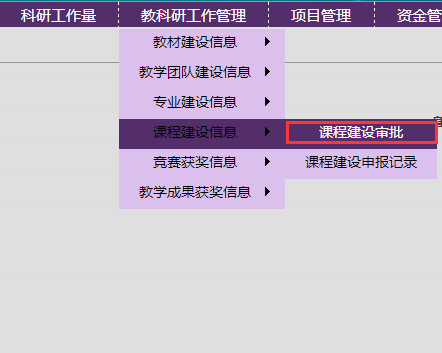 科研工作量 教科研工作管理 项目管理 资金管
教材建设信息
教学团队建设信息
专业建设信息
课程建设信息 课程建设审批
竞赛获奖信息 课程建设申报记录
教学成果获奖信息